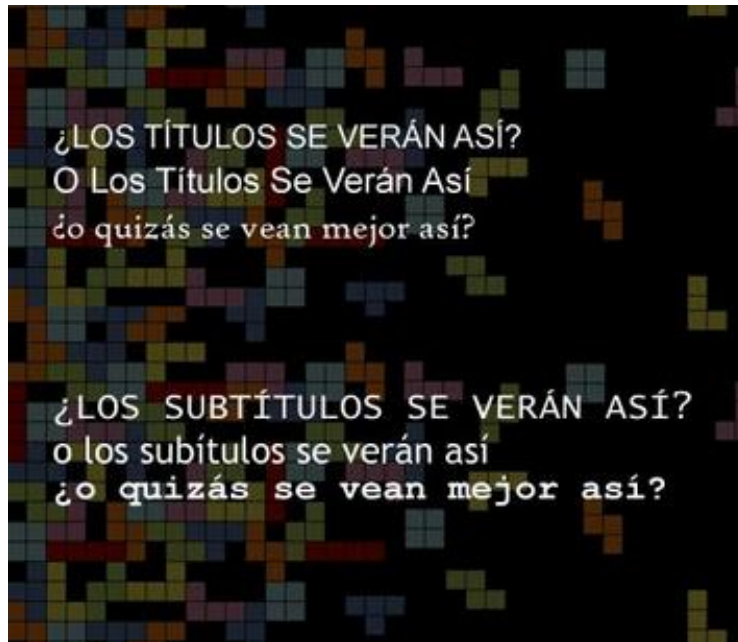 ¿LOS TÍTULOS SE VERÁN ASÍ?
O Los Títulos Se Verán Así
¿o quizás se vean mejor así?
¿LOS SUBTÍTULOS SE VERÁN ASÍ?
o los subítulos se verán así
¿o quizás se vean mejor así?